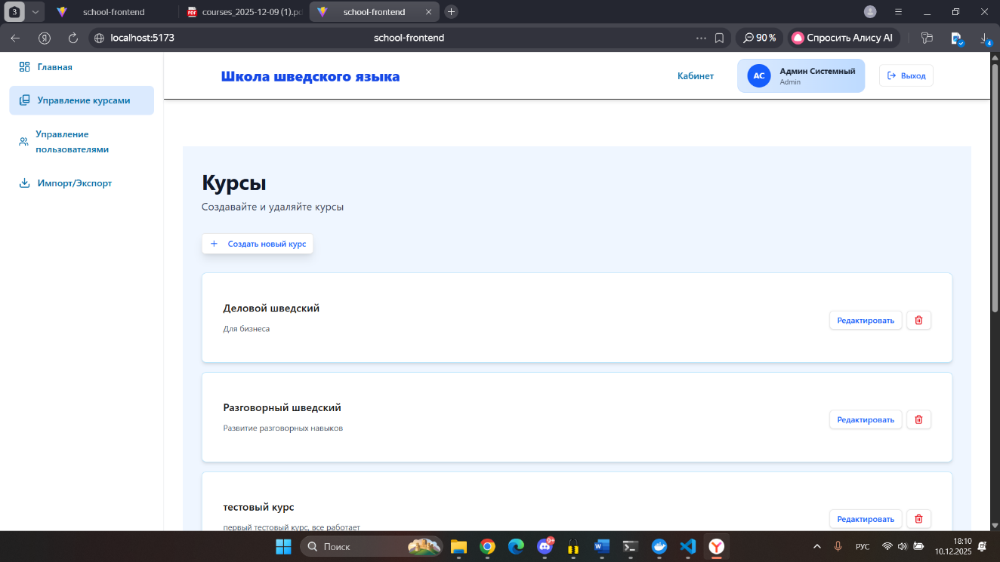 3
school-frontend
courses_2025-12-09 (1).pd
school-frontend
localhost:5173
school-frontend
90 %
Спросить Алису AI
4
Главная
Управление курсами
Управление
пользователями
Импорт/Экспорт
Школа шведского языка
Кабинет
АС
Админ Системный
Admin
Выход
Курсы
Создавайте и удаляйте курсы
+ Создать новый курс
Деловой шведский
Для бизнеса
Редактировать
Разговорный шведский
Развитие разговорных навыков
Редактировать
тестовый курс
первый тестовый курс, все работает
Редактировать
Поиск
РУС
18:10
10.12.2025